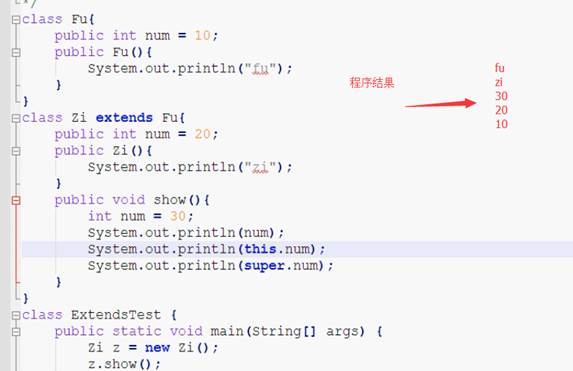 */
class Fu{
    public int num = 10;
    public Fu(){
        System.out.println("fu");
    }
}
class Zi extends Fu{
    public int num = 20;
    public Zi(){
        System.out.println("zi");
    }
    public void show(){
        int num = 30;
        System.out.println(num);
        System.out.println(this.num);
        System.out.println(super.num);
    }
}
class ExtendsTest {
    public static void main(String[] args) {
        Zi z = new Zi();
        z.show();
程序结果
fu
zi
30
20
10